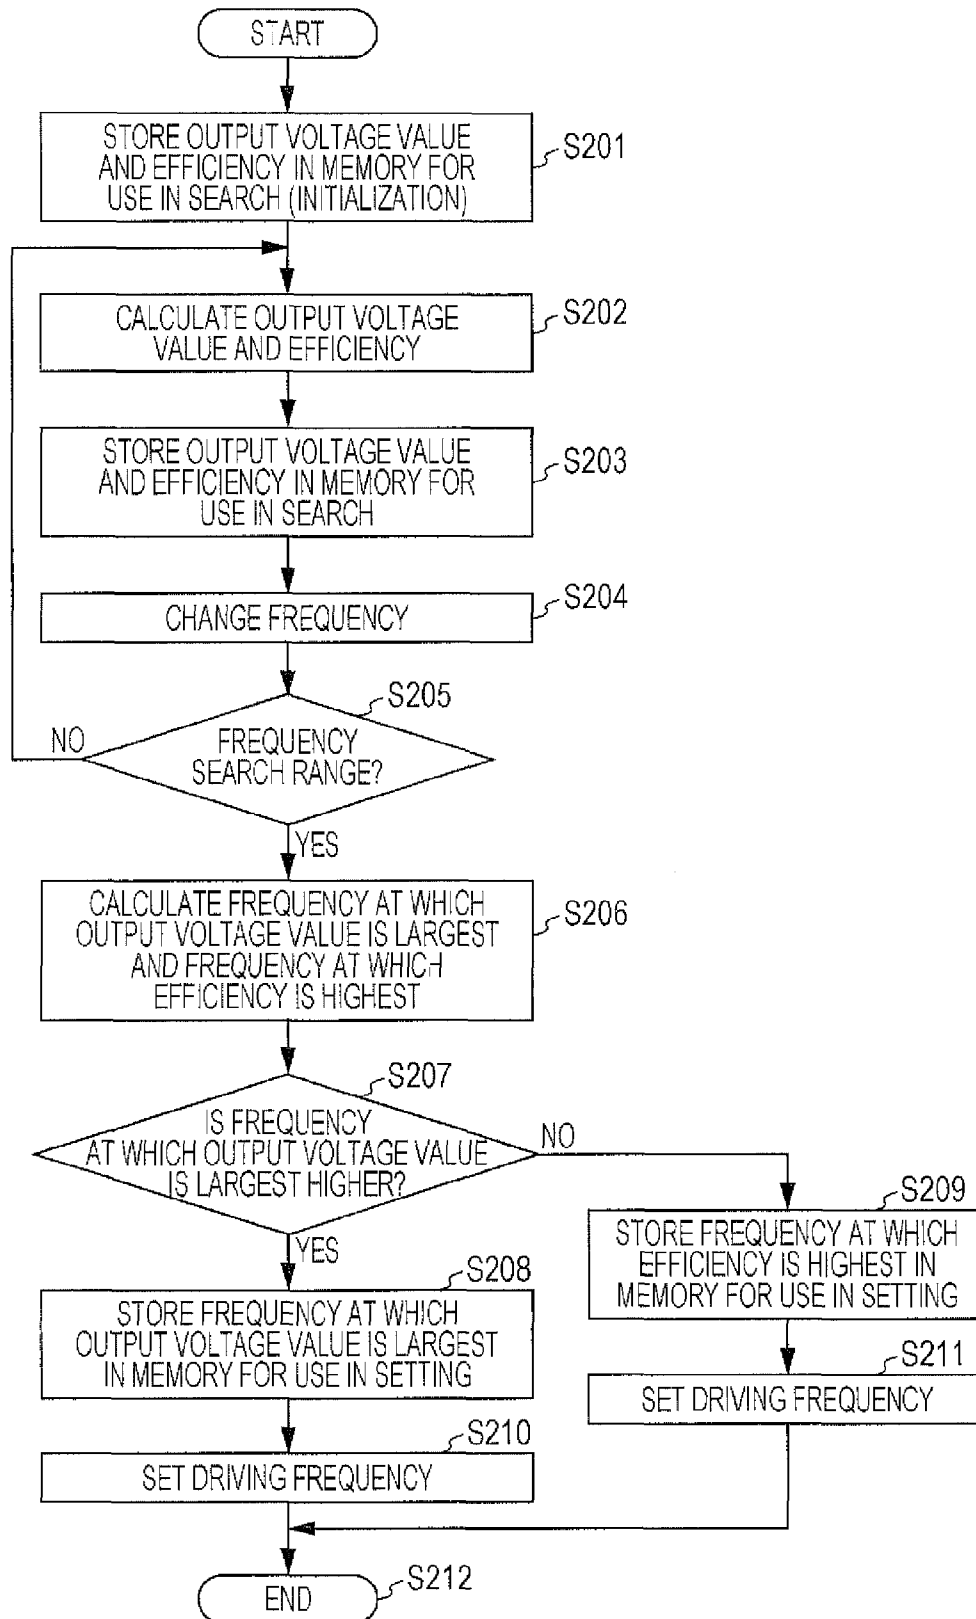 START
STORE OUTPUT VOLTAGE VALUE
AND EFFICIENCY IN MEMORY FOR
USE IN SEARCH (INITIALIZATION)
S201
CALCULATE OUTPUT VOLTAGE
VALUE AND EFFICIENCY
S202
STORE OUTPUT VOLTAGE VALUE
AND EFFICIENCY IN MEMORY FOR
USE IN SEARCH
S203
CHANGE FREQUENCY
S204
S205
FREQUENCY
SEARCH RANGE?
NO
YES
CALCULATE FREQUENCY AT WHICH
OUTPUT VOLTAGE VALUE IS LARGEST
AND FREQUENCY AT WHICH
EFFICIENCY IS HIGHEST
S206
S207
IS FREQUENCY
AT WHICH OUTPUT VOLTAGE VALUE
IS LARGEST HIGHER?
NO
YES
S208
STORE FREQUENCY AT WHICH
OUTPUT VOLTAGE VALUE IS LARGEST
IN MEMORY FOR USE IN SETTING
S209
STORE FREQUENCY AT WHICH
EFFICIENCY IS HIGHEST IN
MEMORY FOR USE IN SETTING
S210
SET DRIVING FREQUENCY
S211
SET DRIVING FREQUENCY
END
S212